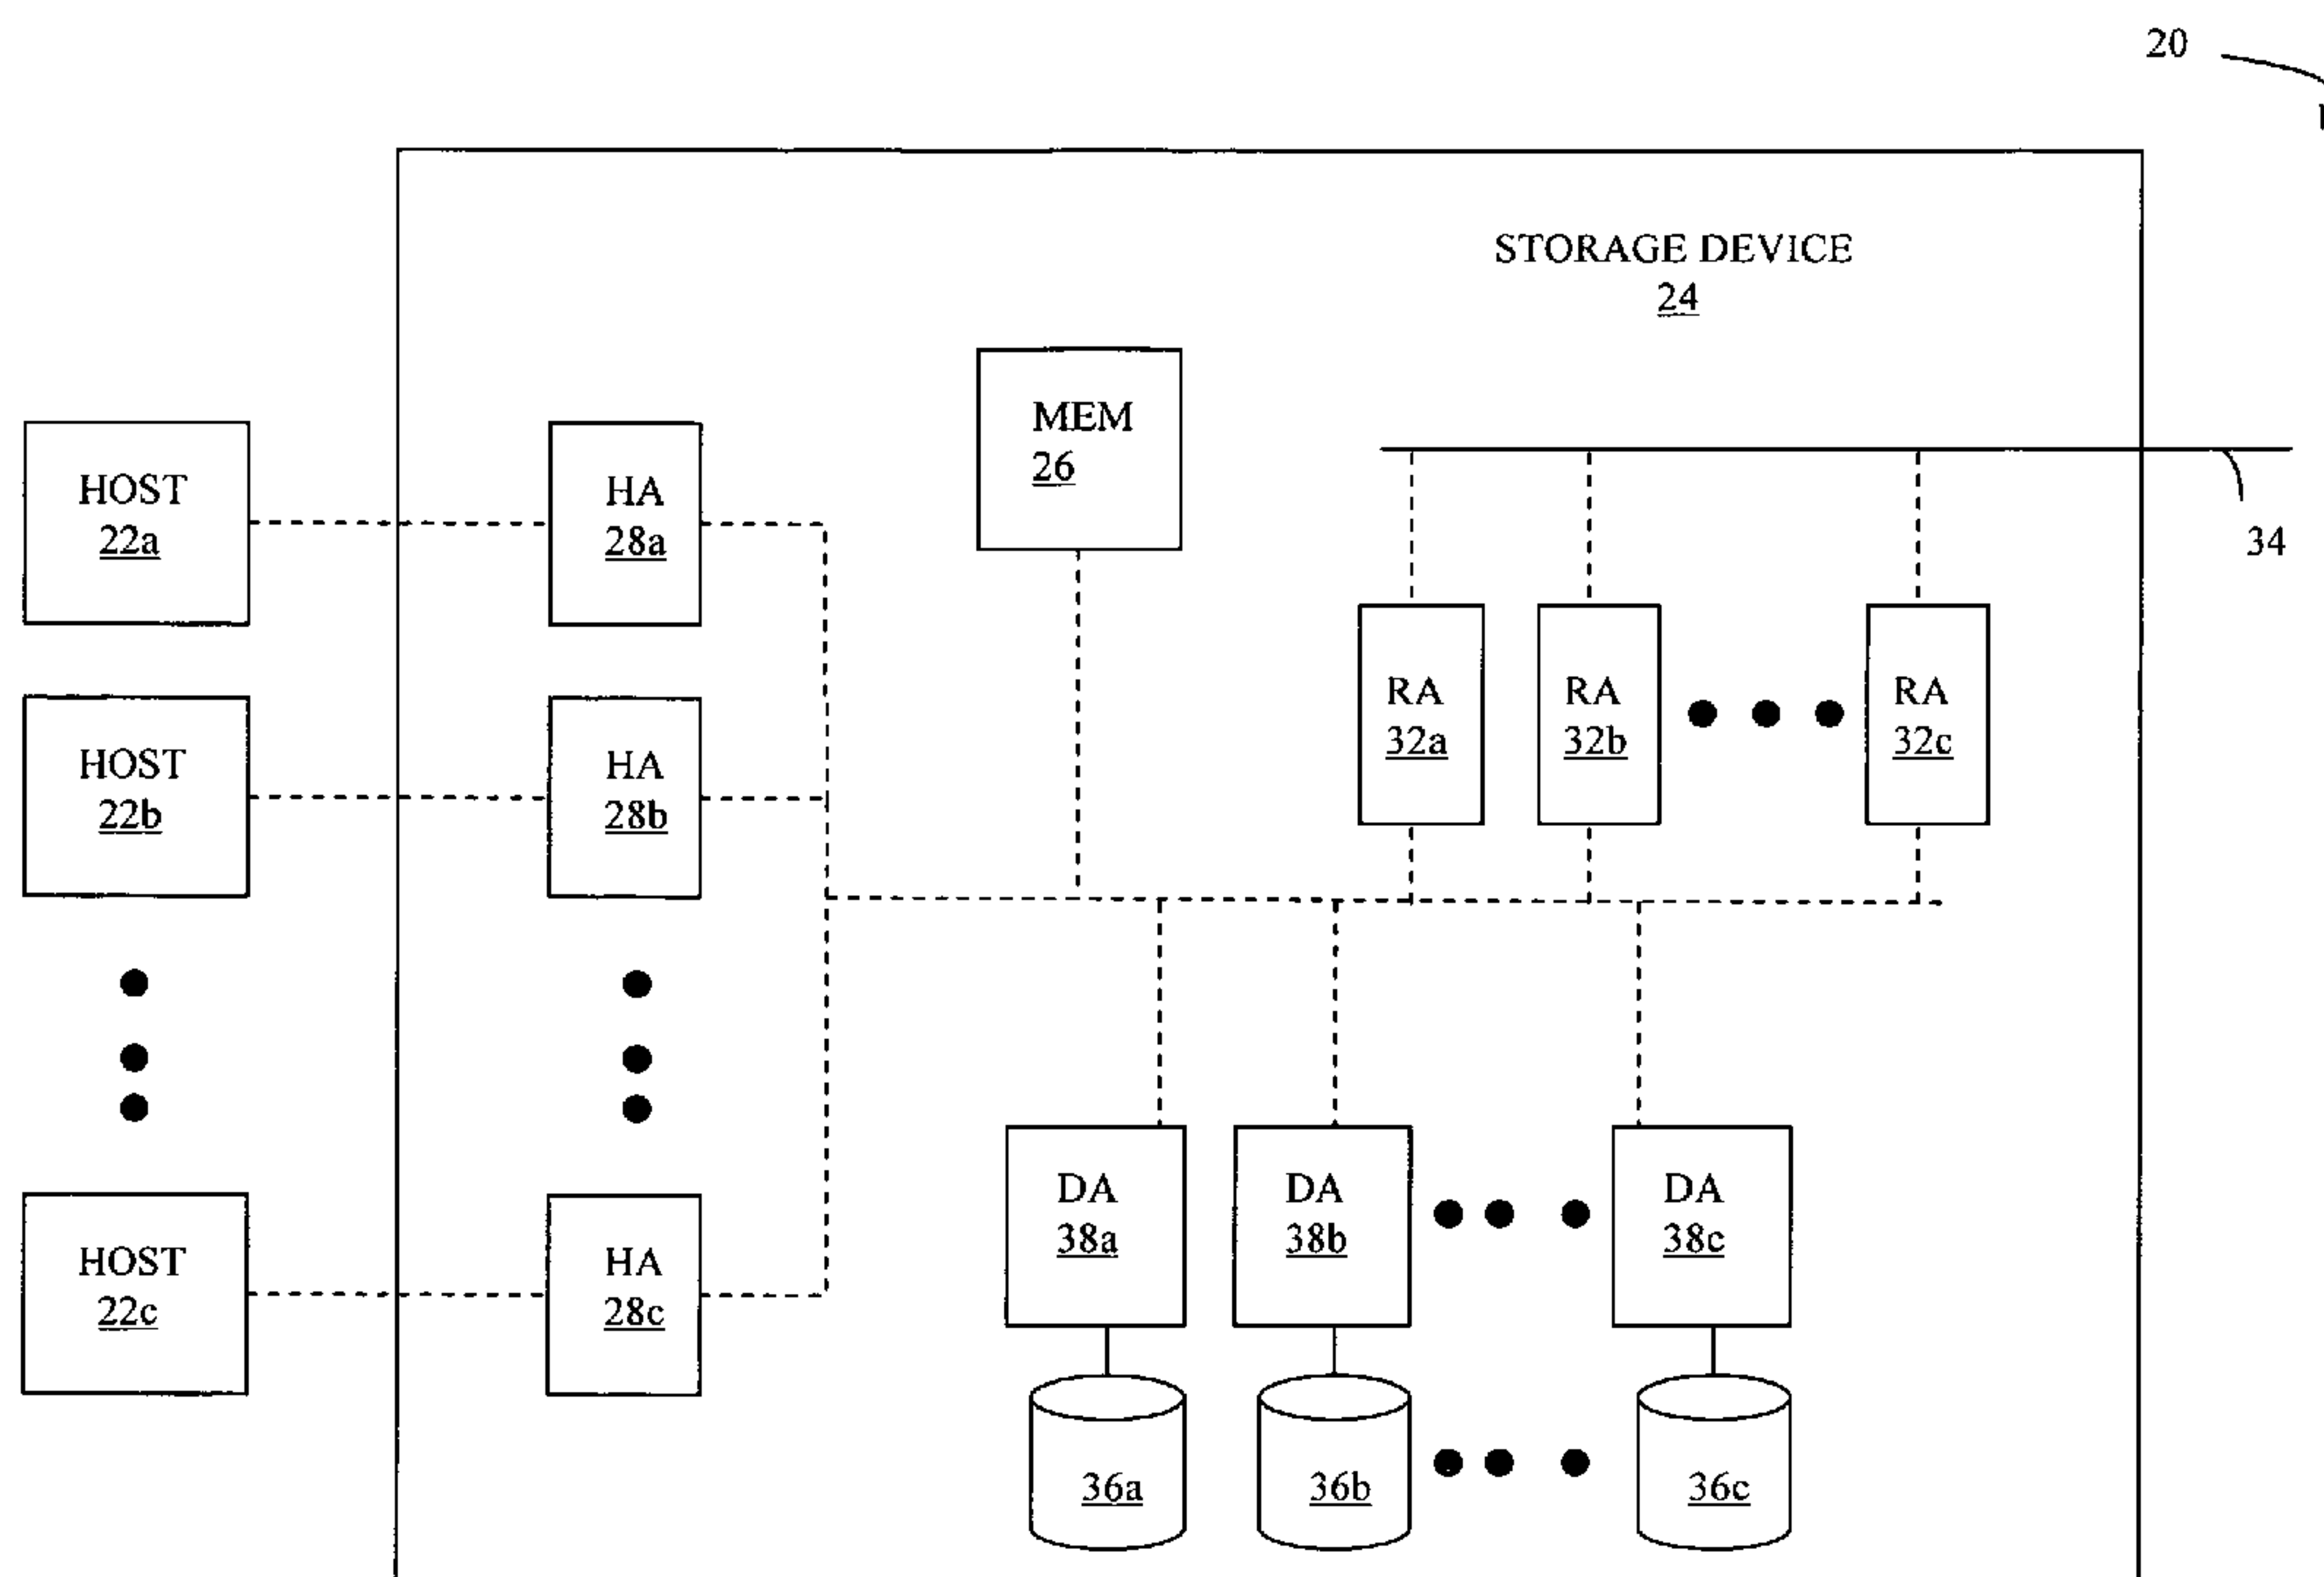 20
STORAGE DEVICE
24
MEM
26
HOST
22a
HA
28a
34
RA
32a
RA
32b
RA
32c
HOST
22b
HA
28b
DA
38a
DA
38b
DA
38c
HOST
22c
HA
28c
36a
36b
36c